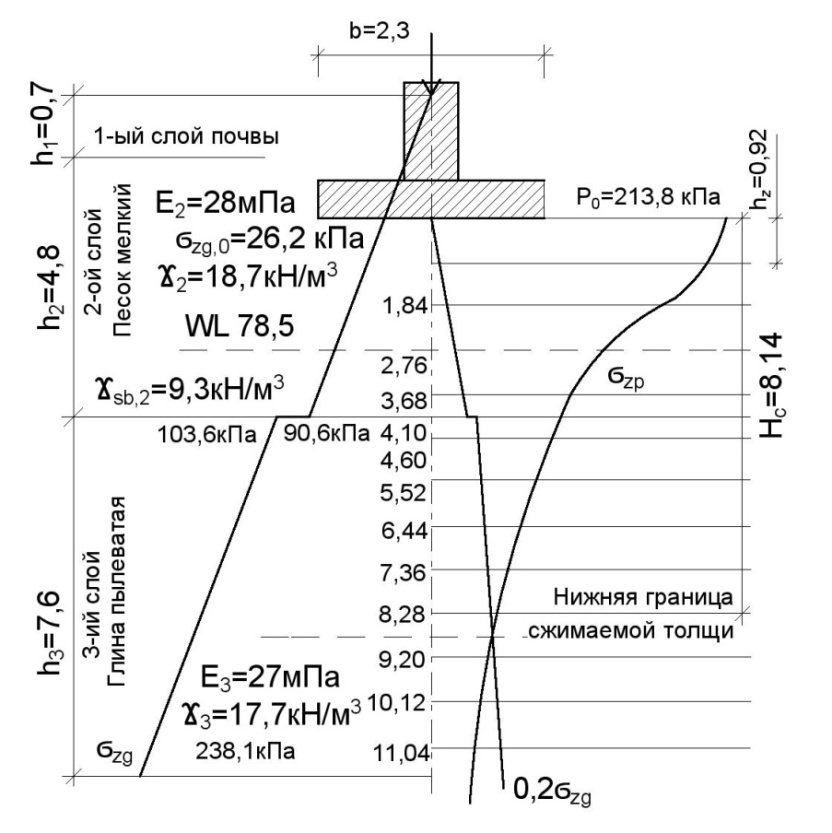 b=2,3
h1=0,7
1-ый слой почвы
hz=0,92
P0=213,8 кПа
E2=28мПа
σzg,0=26,2 кПа
ɣ2=18,7кН/м3
2-ой слой
Песок мелкий
h2=4,8
WL 78,5
1,84
2,76
σzp
ɣsb,2=9,3кН/м3
3,68
Hc=8,14
103,6кПа
90,6кПа
4,10
4,60
5,52
6,44
7,36
8,28
Нижняя граница
сжимаемой толщи
9,20
3-ий слой
Глина пылеватая
h3=7,6
E3=27мПа
ɣ3=17,7кН/м3
10,12
238,1кПа
11,04
σzg
0,2σzg